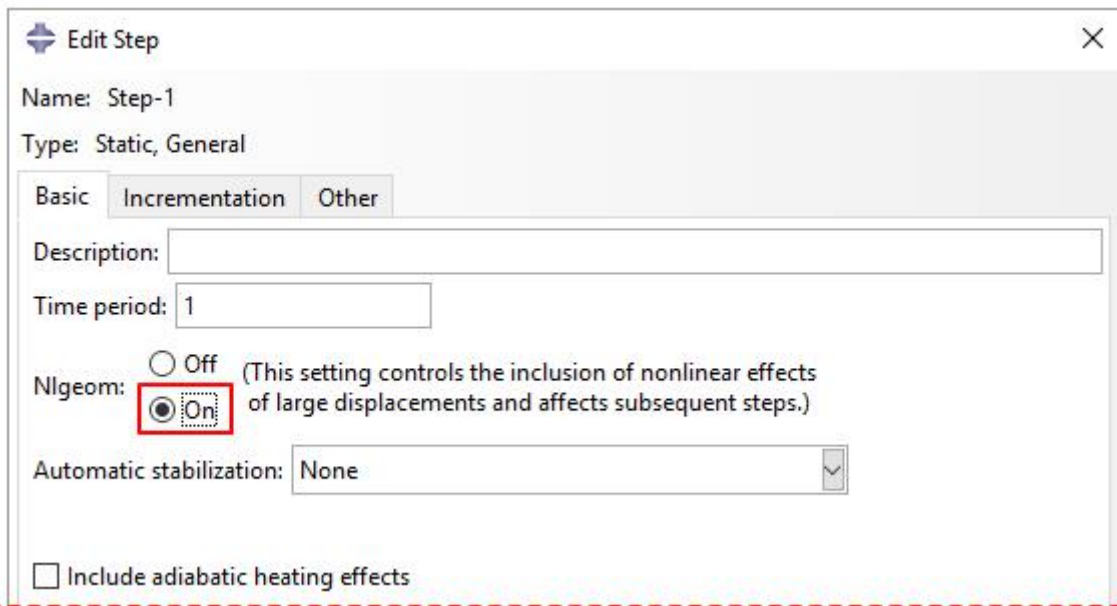 Edit Step
Name: Step-1
Type: Static, General
Basic Incrementation Other
Description:
Time period: 1
Off
Nlgeom: (This setting controls the inclusion of nonlinear effects
On of large displacements and affects subsequent steps.)
Automatic stabilization: None
Include adiabatic heating effects